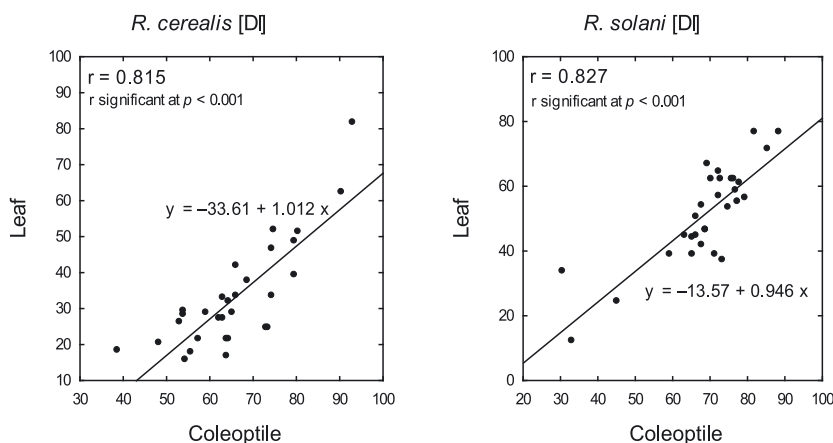 R. cerealis [DI]
r = 0.815
r significant at p < 0.001
y = –33.61 + 1.012 x
Leaf
100
90
80
70
60
50
40
30
20
10
30 40 50 60 70 80 90 100
Coleoptile
R. solani [DI]
r = 0.827
r significant at p < 0.001
y = –13.57 + 0.946 x
Leaf
100
80
60
40
20
0
20 30 40 50 60 70 80 90 100
Coleoptile